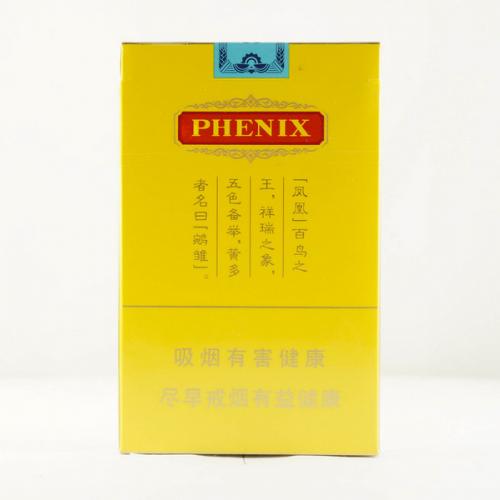 PHENIX
「凤凰」百鸟之
王，祥瑞之象，
五色备举，黄多
者名曰「鹓雏」。
吸烟有害健康
尽早戒烟有益健康